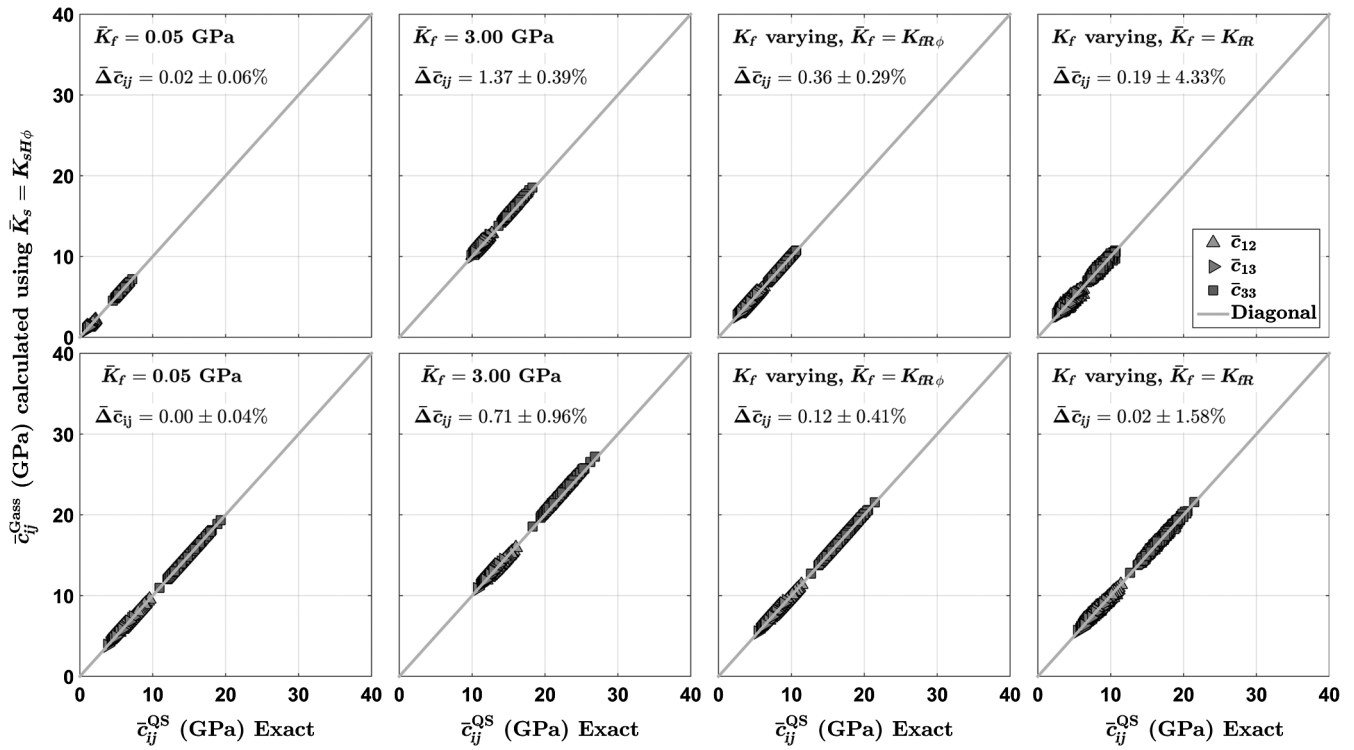 K̄_f = 0.05 GPa
Δ̄c̄_ij = 0.02 ± 0.06%
K̄_f = 3.00 GPa
Δ̄c̄_ij = 1.37 ± 0.39%
K_f varying, K̄_f = K_fRϕ
Δ̄c̄_ij = 0.36 ± 0.29%
K_f varying, K̄_f = K_fR
Δ̄c̄_ij = 0.19 ± 4.33%
c̄_12
c̄_13
c̄_33
Diagonal
40
30
20
10
0
K̄_f = 0.05 GPa
Δ̄c̄_ij = 0.00 ± 0.04%
K̄_f = 3.00 GPa
Δ̄c̄_ij = 0.71 ± 0.96%
K_f varying, K̄_f = K_fRϕ
Δ̄c̄_ij = 0.12 ± 0.41%
K_f varying, K̄_f = K_fR
Δ̄c̄_ij = 0.02 ± 1.58%
40
30
20
10
0
0 10 20 30 40
0 10 20 30 40
0 10 20 30 40
0 10 20 30 40
c̄_ij^QS (GPa) Exact
c̄_ij^QS (GPa) Exact
c̄_ij^QS (GPa) Exact
c̄_ij^QS (GPa) Exact
c̄_ij^Gass (GPa) calculated using K̄_s = K_sHϕ